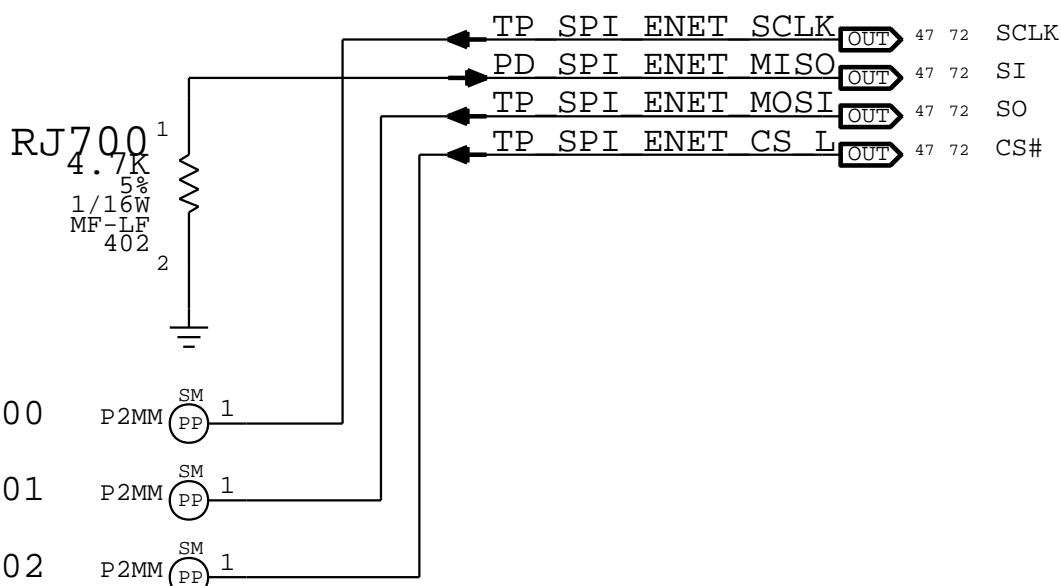 TP_SPI_ENET_SCLK OUT 47 72 SCLK
PD_SPI_ENET_MISO OUT 47 72 SI
TP_SPI_ENET_MOSI OUT 47 72 SO
TP_SPI_ENET_CS_L OUT 47 72 CS#
RJ700 1
4.7K
5%
1/16W
MF-LF
402
2
SM
00 P2MM PP 1
SM
01 P2MM PP 1
SM
02 P2MM PP 1